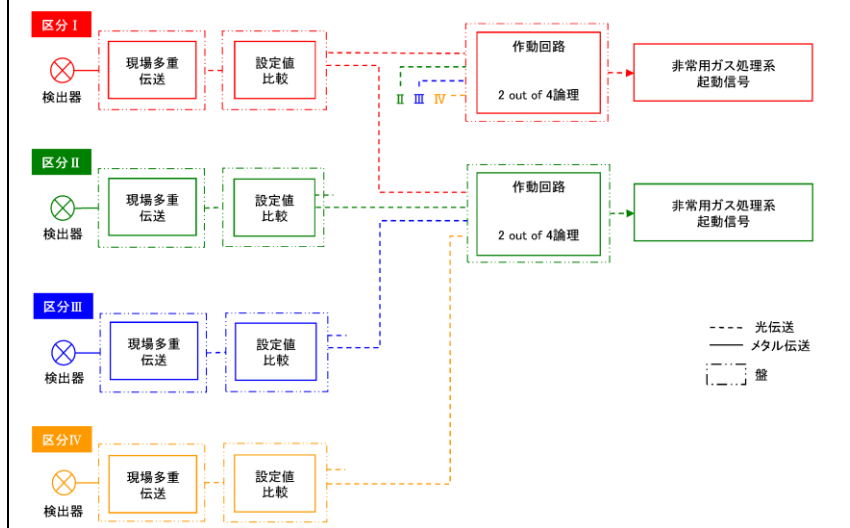 区分Ⅰ
検出器
現場多重
伝送
設定値
比較
作動回路
2 out of 4論理
非常用ガス処理系
起動信号
Ⅱ Ⅲ Ⅳ
区分Ⅱ
検出器
現場多重
伝送
設定値
比較
作動回路
2 out of 4論理
非常用ガス処理系
起動信号
区分Ⅲ
検出器
現場多重
伝送
設定値
比較
光伝送
メタル伝送
盤
区分Ⅳ
検出器
現場多重
伝送
設定値
比較